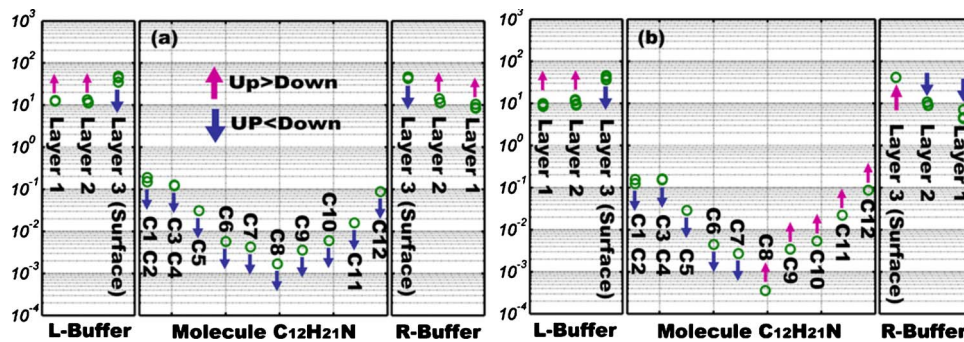 10³
10²
10¹
10⁰
10⁻¹
10⁻²
10⁻³
10⁻⁴
(a)
Up>Down
UP<Down
Layer 1
Layer 2
Layer 3 (Surface)
C1 C2
C3 C4
C5
C6
C7
C8
C9
C10
C11
C12
Layer 3 (Surface)
Layer 2
Layer 1
L-Buffer
Molecule C₁₂H₂₁N
R-Buffer
10³
10²
10¹
10⁰
10⁻¹
10⁻²
10⁻³
10⁻⁴
(b)
Layer 1
Layer 2
Layer 3 (Surface)
C1 C2
C3 C4
C5
C6
C7
C8
C9
C10
C11
C12
Layer 3 (Surface)
Layer 2
Layer 1
L-Buffer
Molecule C₁₂H₂₁N
R-Buffer